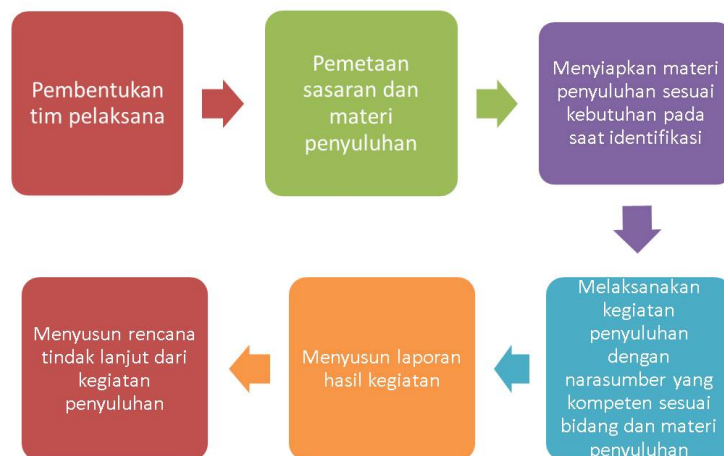 Pembentukan
tim pelaksana
Pemetaan
sasaran dan
materi
penyuluhan
Menyiapkan materi
penyuluhan sesuai
kebutuhan pada
saat identifikasi
Melaksanakan
kegiatan
penyuluhan
dengan
narasumber yang
kompeten sesuai
bidang dan materi
penyuluhan
Menyusun laporan
hasil kegiatan
Menyusun rencana
tindak lanjut dari
kegiatan
penyuluhan